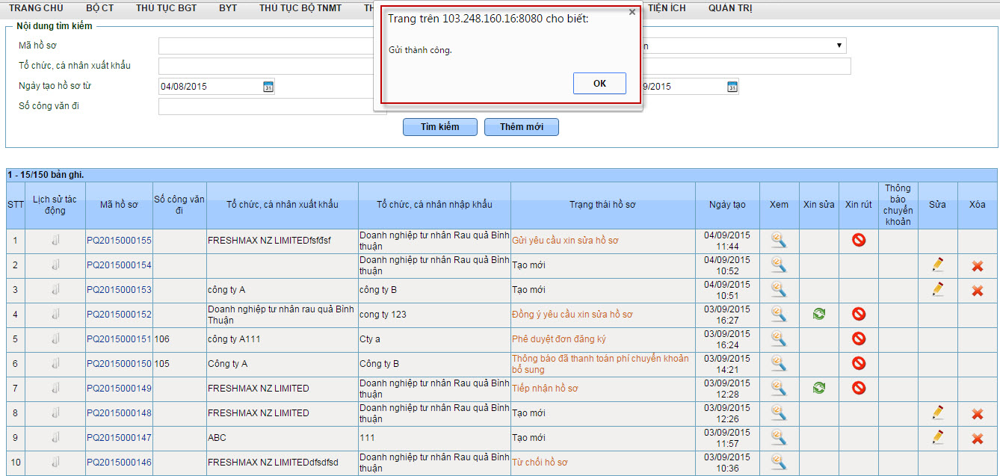 TRANG CHỦ BỘ CT THỦ TỤC BGT BYT THỦ TỤC BỘ TNMT TIỆN ÍCH QUẢN TRỊ
Trang trên 103.248.160.16:8080 cho biết:
Gửi thành công.
OK
Nội dung tìm kiếm
Mã hồ sơ
Tổ chức, cá nhân xuất khẩu
Ngày tạo hồ sơ từ 04/08/2015 9/2015
Số công văn đi
Tìm kiếm Thêm mới
1 - 15/150 bản ghi.
STT Lịch sử tác động Mã hồ sơ Số công văn đi Tổ chức, cá nhân xuất khẩu Tổ chức, cá nhân nhập khẩu Trạng thái hồ sơ Ngày tạo Xem Xin sửa Xin rút Thông báo chuyển khoản Sửa Xóa
1 PQ2015000155 FRESHMAX NZ LIMITEDfsfđsf Doanh nghiệp tư nhân Rau quả Bình thuận Gửi yêu cầu xin sửa hồ sơ 04/09/2015 11:44
2 PQ2015000154 Doanh nghiệp tư nhân Rau quả Bình thuận Tạo mới 04/09/2015 10:52
3 PQ2015000153 công ty A công ty B Tạo mới 04/09/2015 10:51
4 PQ2015000152 Doanh nghiệp tư nhân rau quả Bình Thuận cong ty 123 Đồng ý yêu cầu xin sửa hồ sơ 03/09/2015 16:27
5 PQ2015000151 106 công ty A111 Cty a Phê duyệt đơn đăng ký 03/09/2015 16:24
6 PQ2015000150 105 Công ty A Công ty B Thông báo đã thanh toán phí chuyển khoản bổ sung 03/09/2015 14:21
7 PQ2015000149 FRESHMAX NZ LIMITED Doanh nghiệp tư nhân Rau quả Bình thuận Tiếp nhận hồ sơ 03/09/2015 12:28
8 PQ2015000148 FRESHMAX NZ LIMITED Doanh nghiệp tư nhân Rau quả Bình thuận Tạo mới 03/09/2015 12:26
9 PQ2015000147 ABC 111 Tạo mới 03/09/2015 11:57
10 PQ2015000146 FRESHMAX NZ LIMITEDdfsdfsd Doanh nghiệp tư nhân Rau quả Bình thuận Từ chối hồ sơ 03/09/2015 10:36